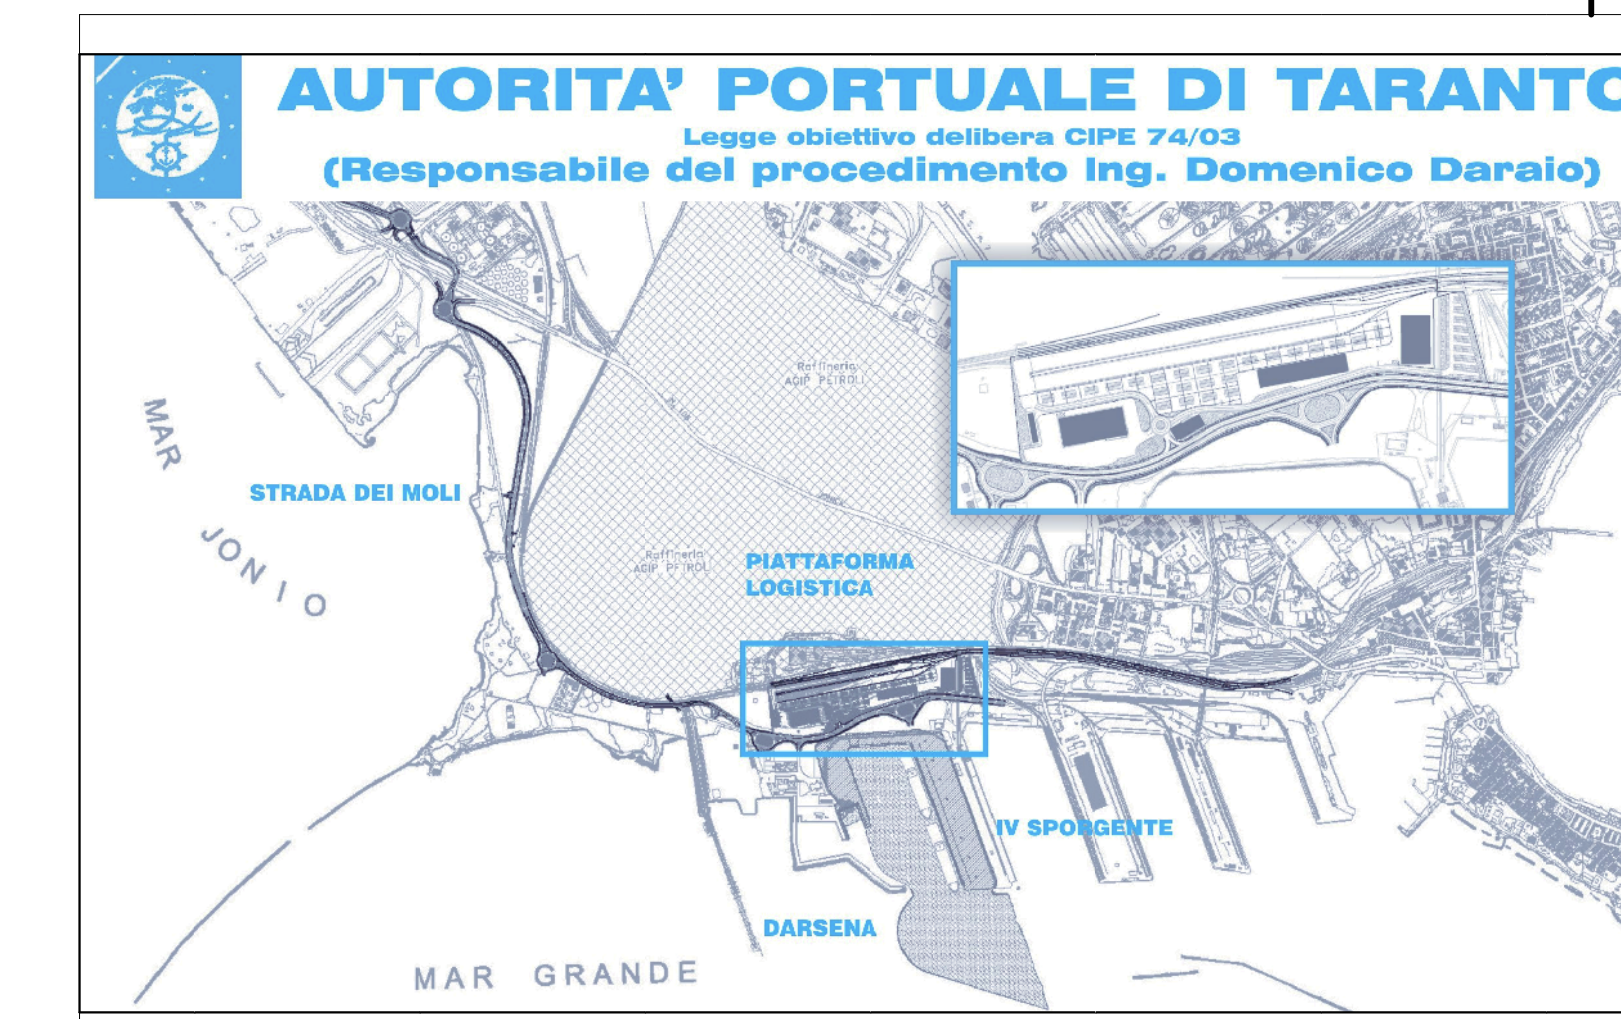 AUTORITA' PORTUALE DI TARANTO
Legge obiettivo delibera CIPE 74/03
(Responsabile del procedimento Ing. Domenico Daraio)
Raffineria
AGIP PETROLI
MAR
JONIO
STRADA DEI MOLI
Raffineria
AGIP PETROLI
PIATTAFORMA
LOGISTICA
IV SPORGENTE
DARSENA
MAR GRANDE